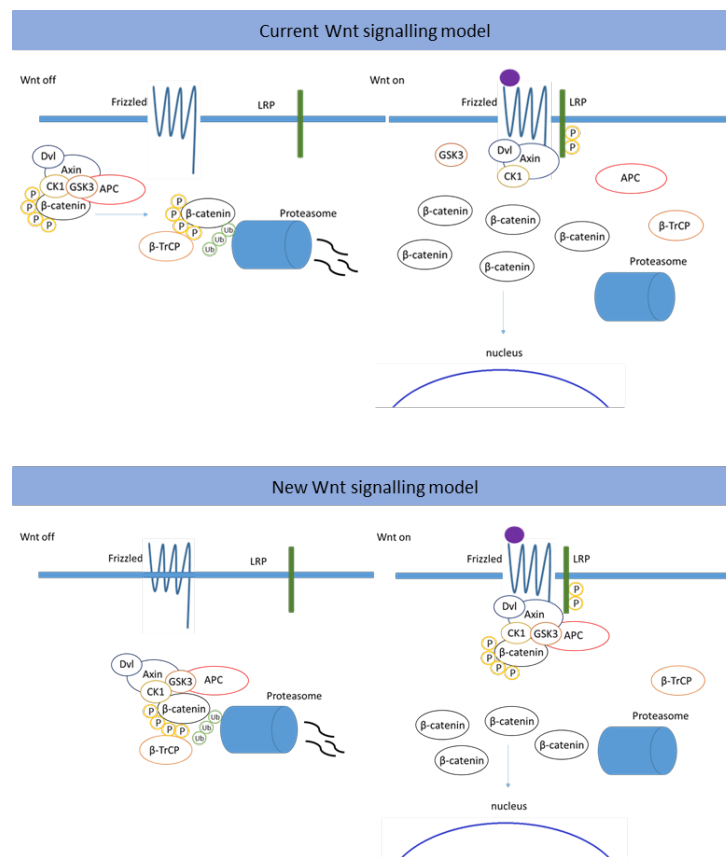 Current Wnt signalling model
Wnt off
Wnt on
Frizzled
LRP
Frizzled
LRP
P
P
Dvl
Axin
CK1
GSK3
APC
β-catenin
P
P
P
P
P
P
P
P
β-catenin
Ub
Ub
Ub
β-TrCP
Proteasome
GSK3
Dvl
Axin
CK1
APC
β-catenin
β-catenin
β-catenin
β-TrCP
β-catenin
β-catenin
Proteasome
nucleus
New Wnt signalling model
Wnt off
Wnt on
Frizzled
LRP
Frizzled
LRP
P
P
Dvl
Axin
GSK3
APC
CK1
β-catenin
P
P
P
P
Ub
Ub
Ub
β-TrCP
Proteasome
Dvl
Axin
CK1
GSK3
APC
β-catenin
P
P
P
P
β-TrCP
β-catenin
β-catenin
β-catenin
β-catenin
Proteasome
nucleus